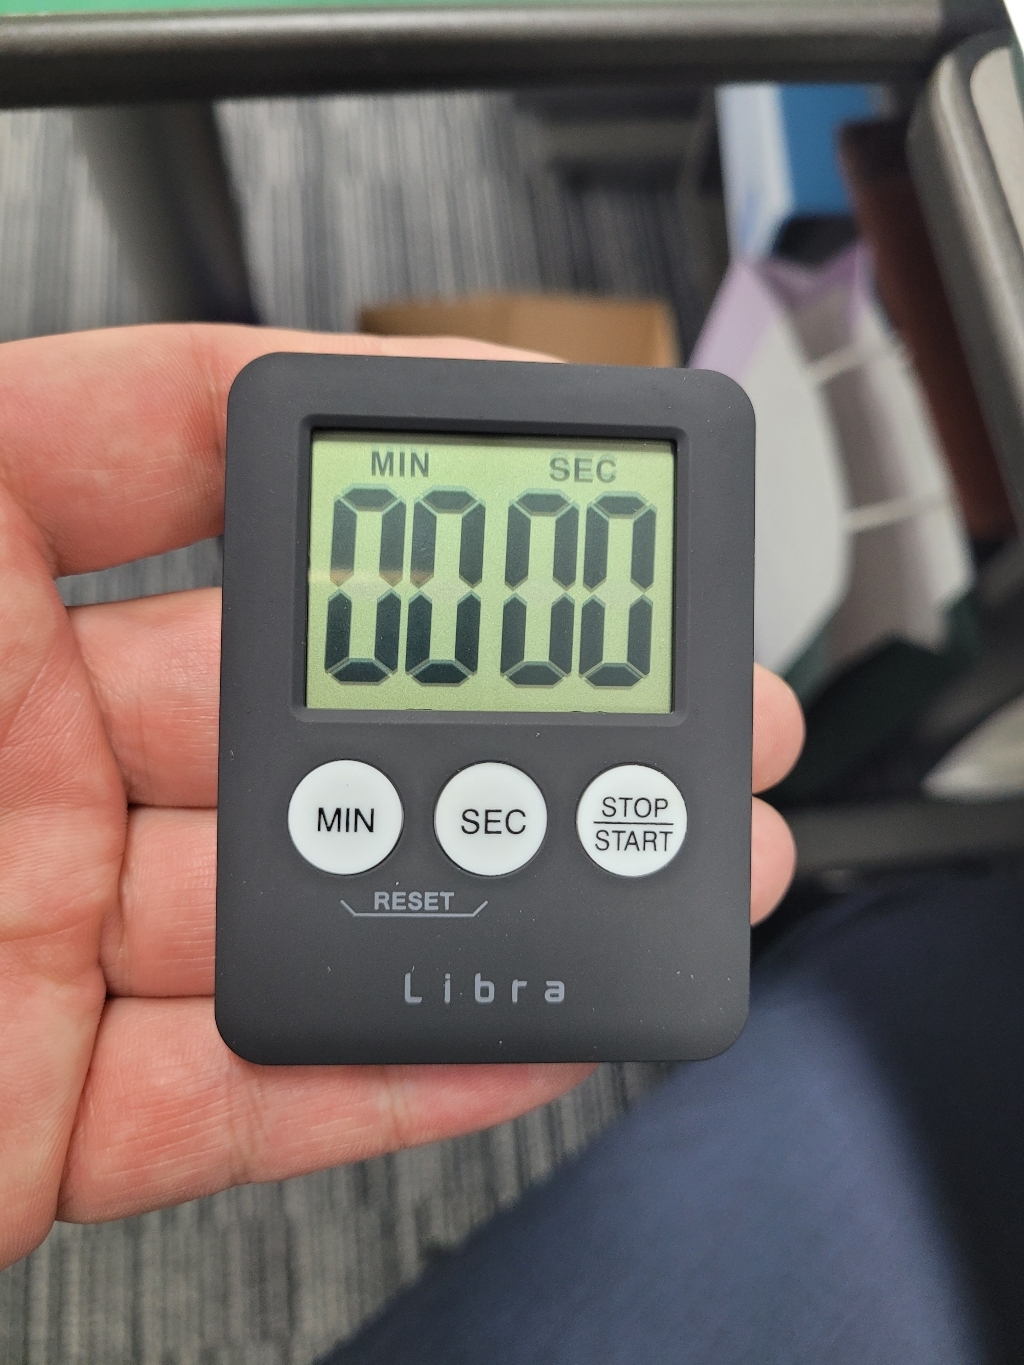 MIN SEC
00 00
MIN SEC STOP
START
RESET
Libra